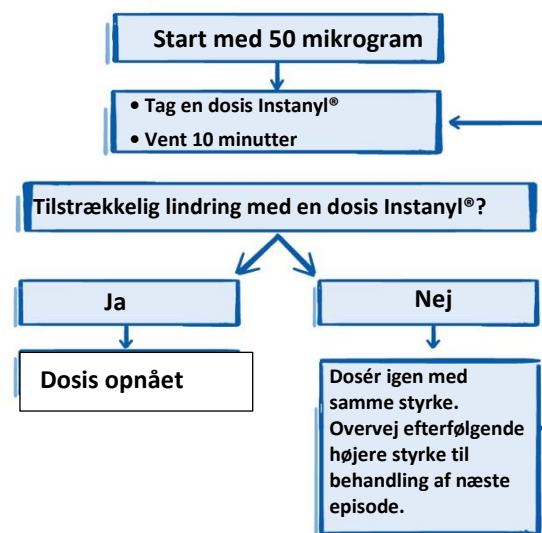 Start med 50 mikrogram
• Tag en dosis Instanyl®
• Vent 10 minutter
Tilstrækkelig lindring med en dosis Instanyl®?
Ja
Nej
Dosis opnået
Dosér igen med
samme styrke.
Overvej efterfølgende
højere styrke til
behandling af næste
episode.